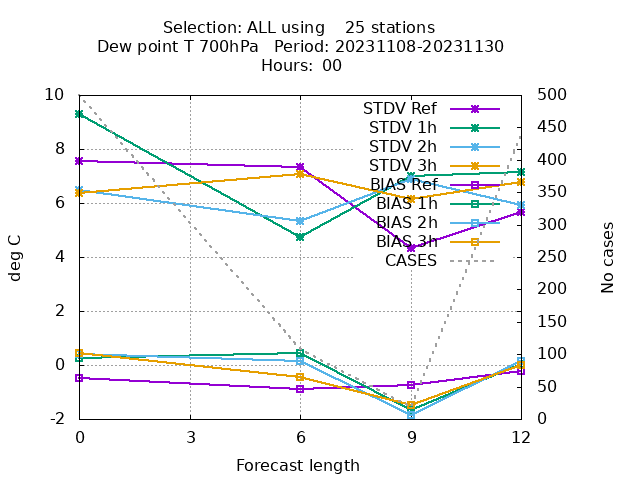 Selection: ALL using    25 stations
Dew point T 700hPa   Period: 20231108-20231130
Hours: 00
10
8
6
4
2
0
-2
500
450
400
350
300
250
200
150
100
50
0
deg C
No cases
STDV Ref
STDV 1h
STDV 2h
STDV 3h
BIAS Ref
BIAS 1h
BIAS 2h
BIAS 3h
CASES
0
3
6
9
12
Forecast length